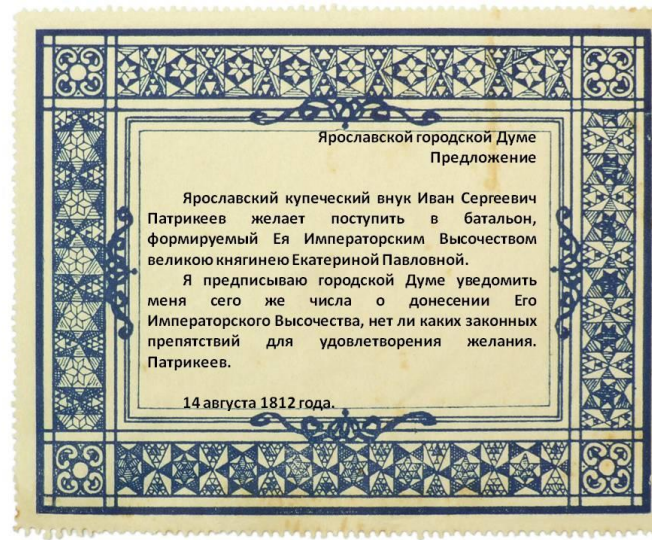 Ярославской городской Думе
Предложение
Ярославский купеческий внук Иван Сергеевич
Патрикеев желает поступить в батальон,
формируемый Ея Императорским Высочеством
великою княгинею Екатериной Павловной.
Я предписываю городской Думе уведомить
меня сего же числа о донесении Его
Императорского Высочества, нет ли каких законных
препятствий для удовлетворения желания.
Патрикеев.
14 августа 1812 года.